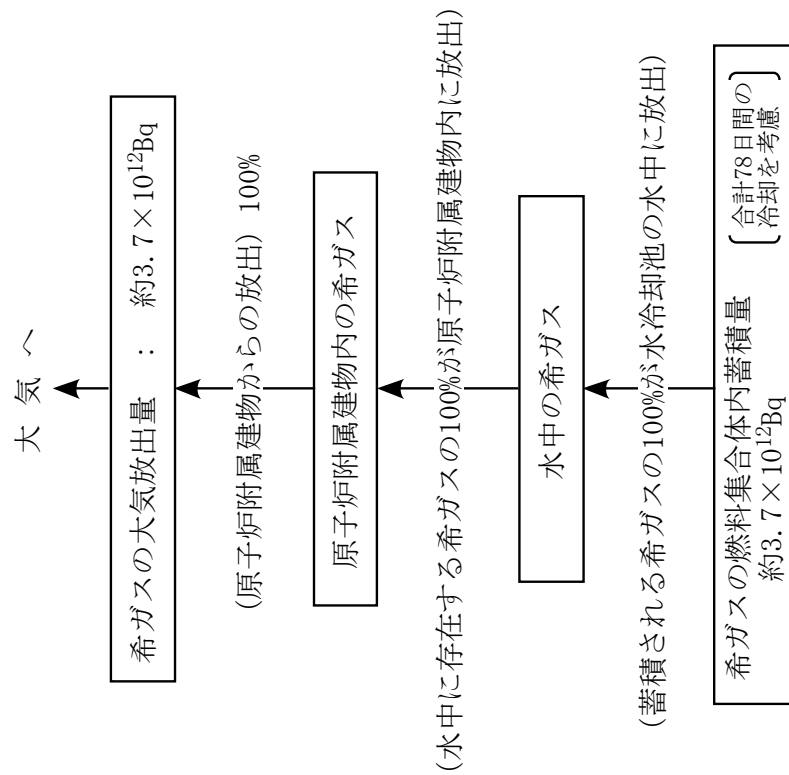 大気へ
希ガスの大気放出量 : 約3.7×10¹²Bq
(原子炉附属建物からの放出) 100%
原子炉附属建物内の希ガス
(水中に存在する希ガスの100%が原子炉附属建物内に放出)
水中の希ガス
(蓄積される希ガスの100%が水冷却池の水中に放出)
希ガスの燃料集合体内蓄積量
約3.7×10¹²Bq
合計78日間の
冷却を考慮